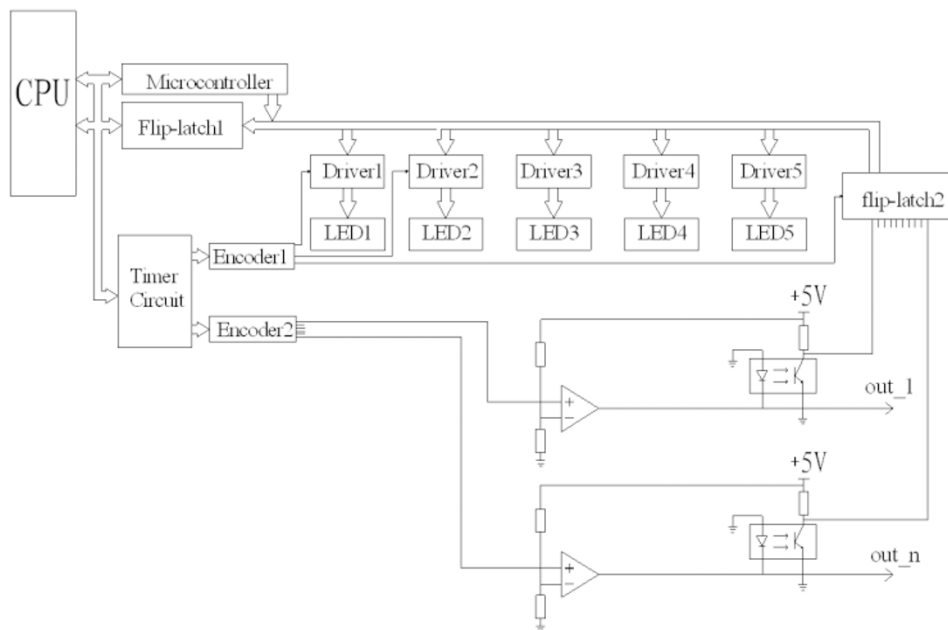 CPU
Microcontroller
Flip-latch1
Driver1
Driver2
Driver3
Driver4
Driver5
flip-latch2
LED1
LED2
LED3
LED4
LED5
Encoder1
Timer
Circuit
Encoder2
+5V
out_1
+
−
+5V
out_n
+
−